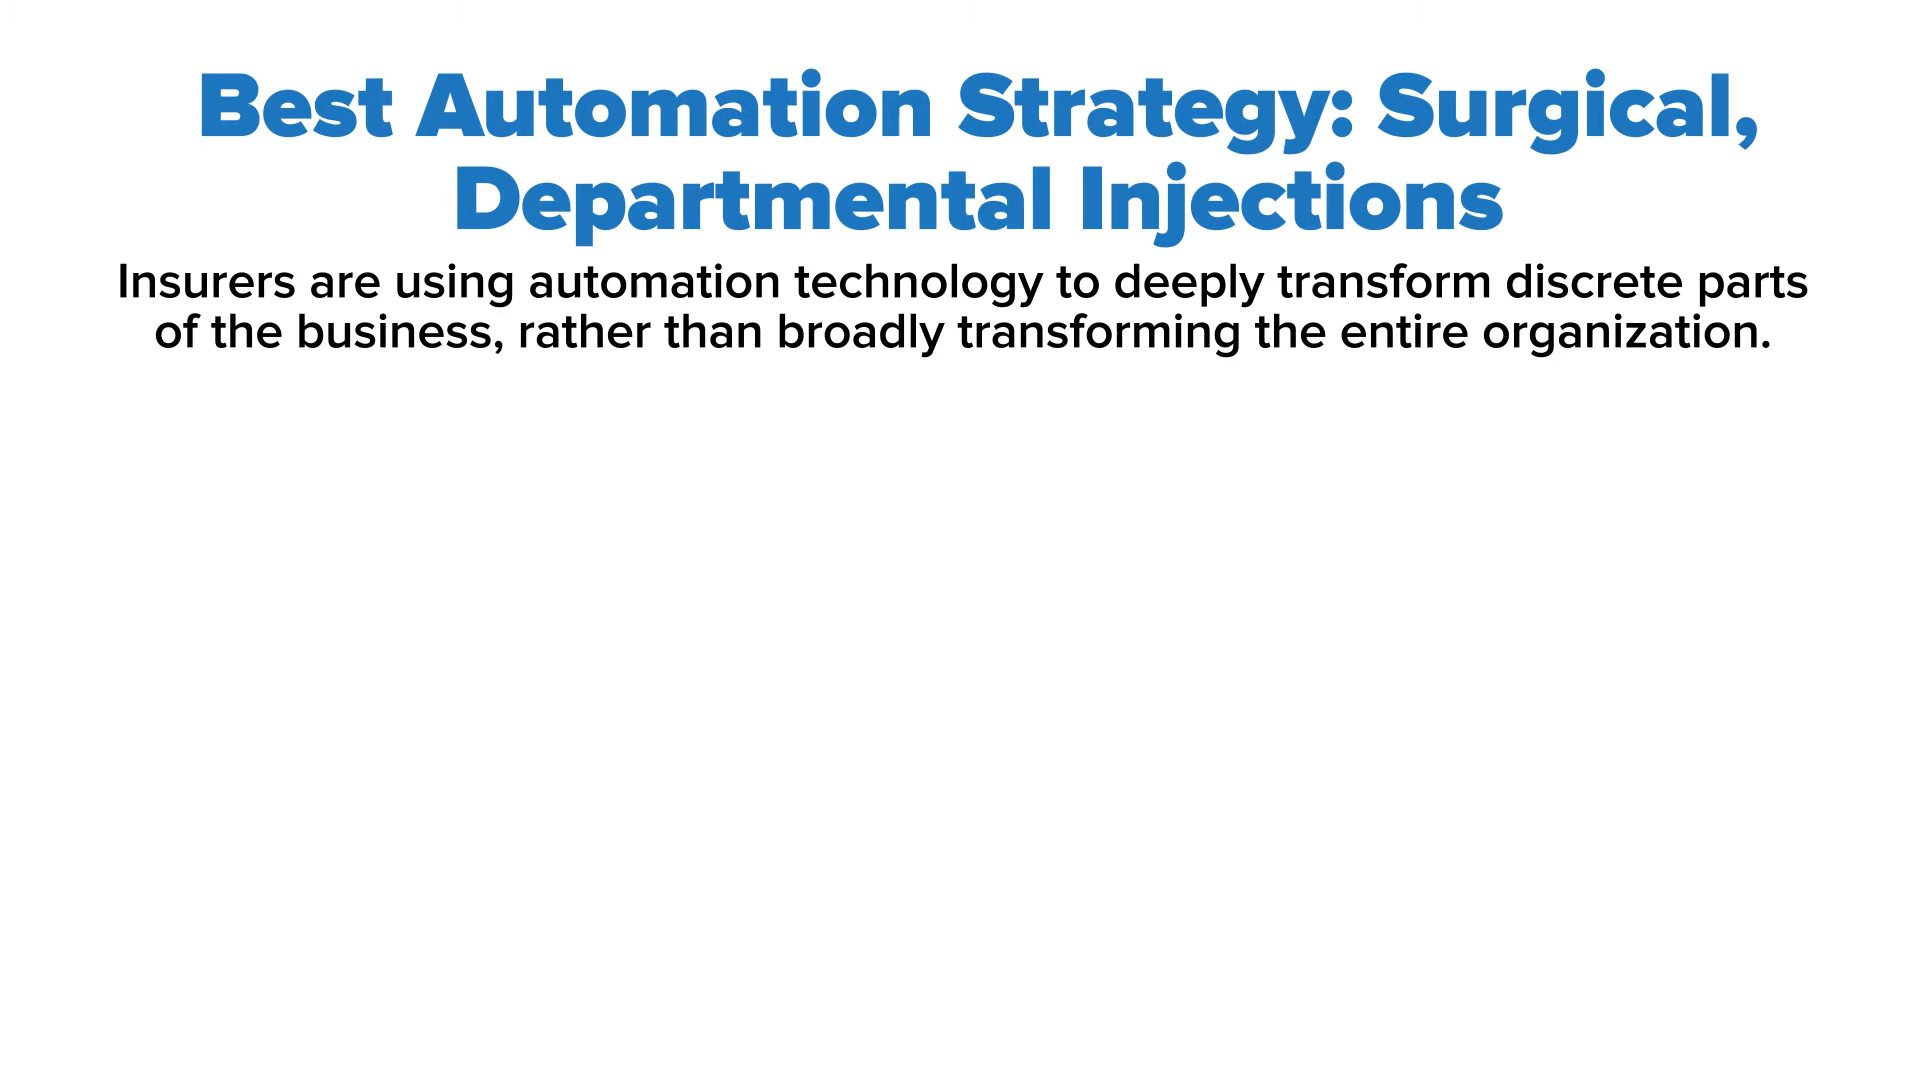 Best Automation Strategy: Surgical,
Departmental Injections
Insurers are using automation technology to deeply transform discrete parts
of the business, rather than broadly transforming the entire organization.